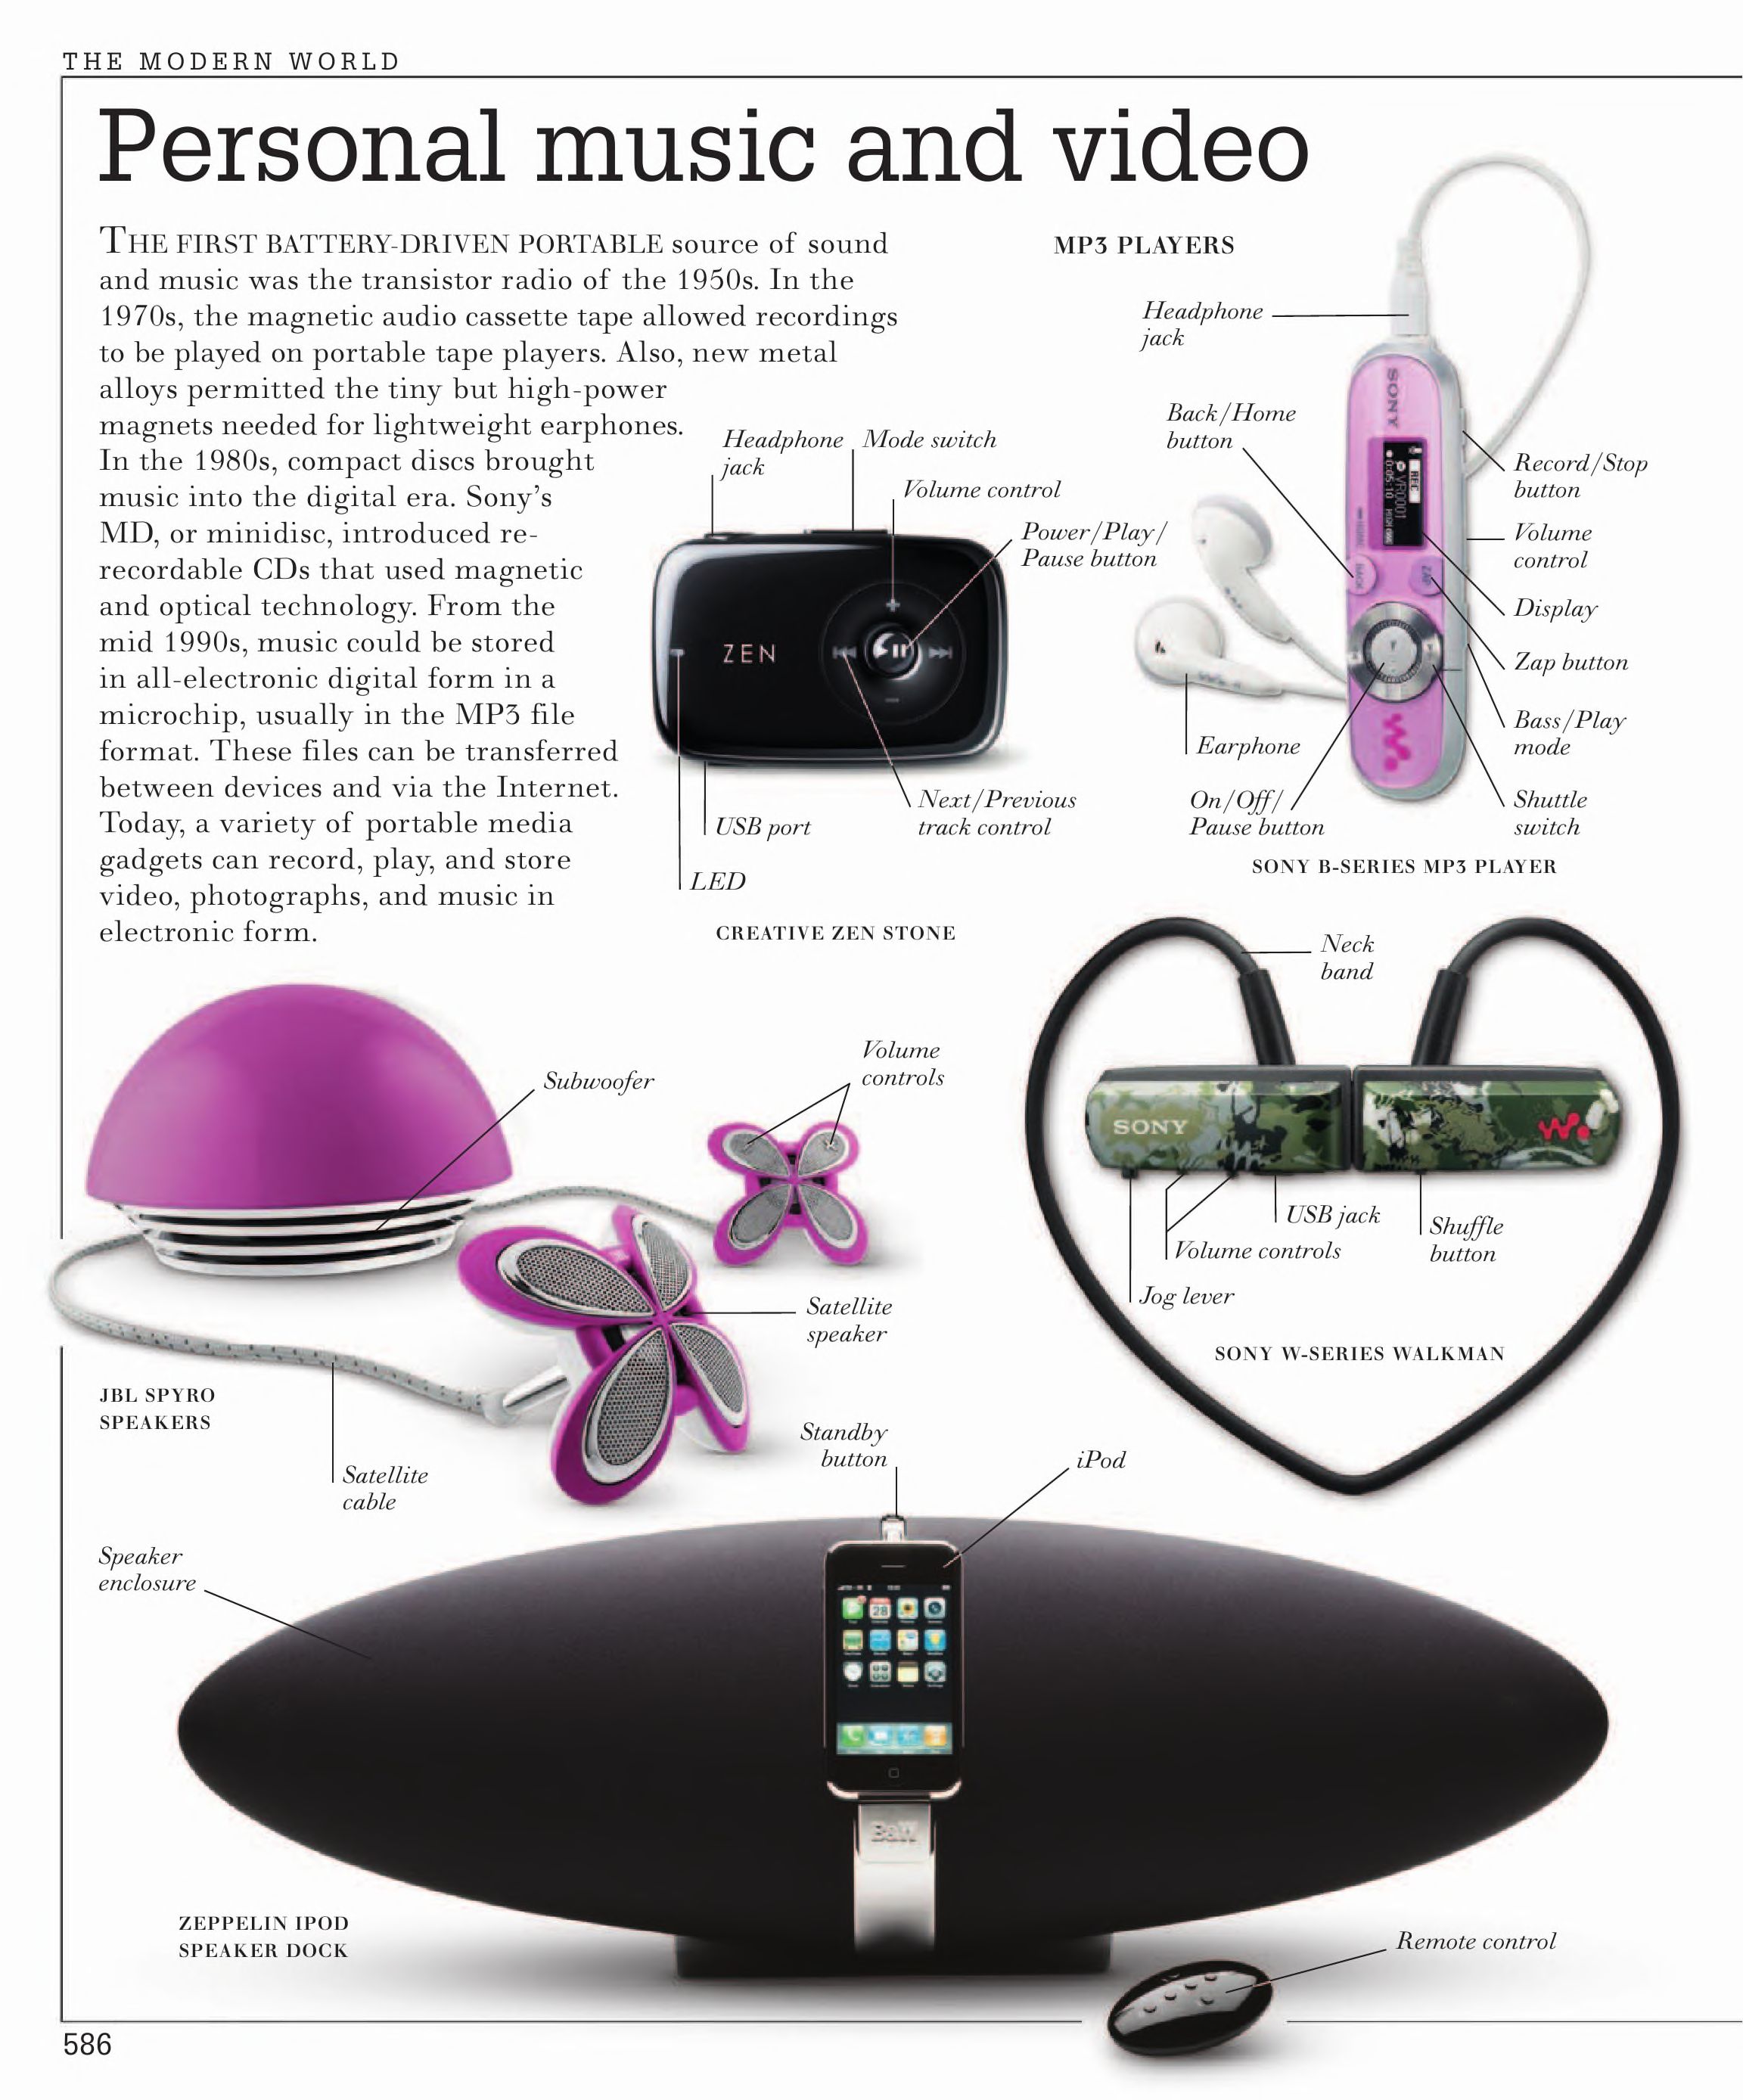 THE MODERN WORLD
Personal music and video
THE FIRST BATTERY-DRIVEN PORTABLE source of sound
and music was the transistor radio of the 1950s. In the
1970s, the magnetic audio cassette tape allowed recordings
to be played on portable tape players. Also, new metal
alloys permitted the tiny but high-power
magnets needed for lightweight earphones.
In the 1980s, compact discs brought
music into the digital era. Sony's
MD, or minidisc, introduced re-
recordable CDs that used magnetic
and optical technology. From the
mid 1990s, music could be stored
in all-electronic digital form in a
microchip, usually in the MP3 file
format. These files can be transferred
between devices and via the Internet.
Today, a variety of portable media
gadgets can record, play, and store
video, photographs, and music in
electronic form.
Headphone
jack
Mode switch
Volume control
Power/Play/
Pause button
ZEN
Next/Previous
track control
USB port
LED
CREATIVE ZEN STONE
MP3 PLAYERS
Headphone
jack
Back/Home
button
SONY
REC
VR0001
0:05:10
BACK
ZAP
Record/Stop
button
Volume
control
Display
Zap button
Bass/Play
mode
Shuttle
switch
Earphone
On/Off/
Pause button
SONY B-SERIES MP3 PLAYER
Subwoofer
Volume
controls
Satellite
speaker
JBL SPYRO
SPEAKERS
Satellite
cable
Neck
band
SONY
USB jack
Shuffle
button
Volume controls
Jog lever
SONY W-SERIES WALKMAN
Standby
button
iPod
Speaker
enclosure
28
B&W
ZEPPELIN IPOD
SPEAKER DOCK
Remote control
586